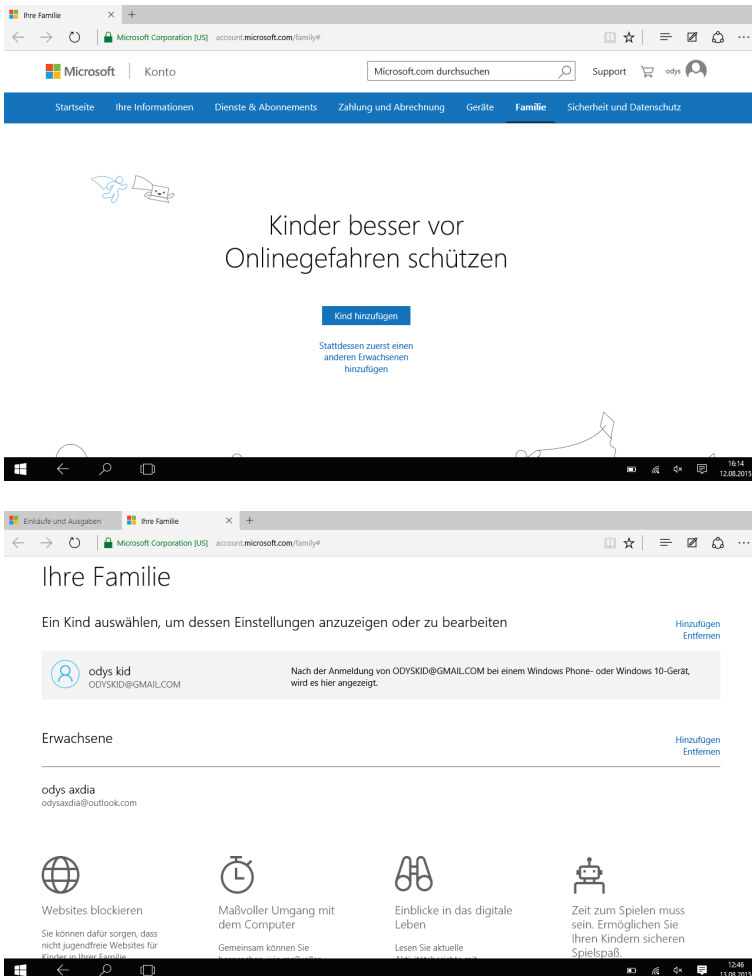 Ihre Familie
Microsoft Corporation [US] account.microsoft.com/family#
Microsoft Konto Microsoft.com durchsuchen Support odys
Startseite Ihre Informationen Dienste & Abonnements Zahlung und Abrechnung Geräte Familie Sicherheit und Datenschutz
Kinder besser vor
Onlinegefahren schützen
Kind hinzufügen
Stattdessen zuerst einen
anderen Erwachsenen
hinzufügen
16:14
12.08.2015
Einkäufe und Ausgaben Ihre Familie
Microsoft Corporation [US] account.microsoft.com/family#
Ihre Familie
Ein Kind auswählen, um dessen Einstellungen anzuzeigen oder zu bearbeiten
Hinzufügen
Entfernen
odys kid
ODYSKID@GMAIL.COM
Nach der Anmeldung von ODYSKID@GMAIL.COM bei einem Windows Phone- oder Windows 10-Gerät,
wird es hier angezeigt.
Erwachsene
Hinzufügen
Entfernen
odys axdia
odysaxdia@outlook.com
Websites blockieren
Sie können dafür sorgen, dass
nicht jugendfreie Websites für
Kinder in Ihrer Familie
Maßvoller Umgang mit
dem Computer
Gemeinsam können Sie
Einblicke in das digitale
Leben
Lesen Sie aktuelle
Zeit zum Spielen muss
sein. Ermöglichen Sie
Ihren Kindern sicheren
Spielspaß.
12:46
13.08.2015